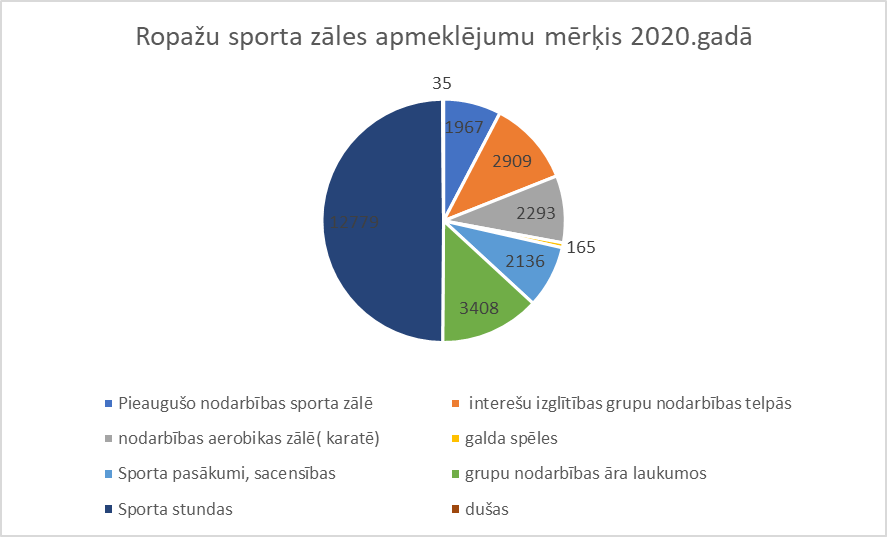 Ropažu sporta zāles apmeklējumu mērķis 2020.gadā
35
1967
2909
2293
165
2136
3408
Pieaugušo nodarbības sporta zālē
interešu izglītības grupu nodarbības telpās
nodarbības aerobikas zālē( karatē)
galda spēles
Sporta pasākumi, sacensības
grupu nodarbības āra laukumos
Sporta stundas
dušas